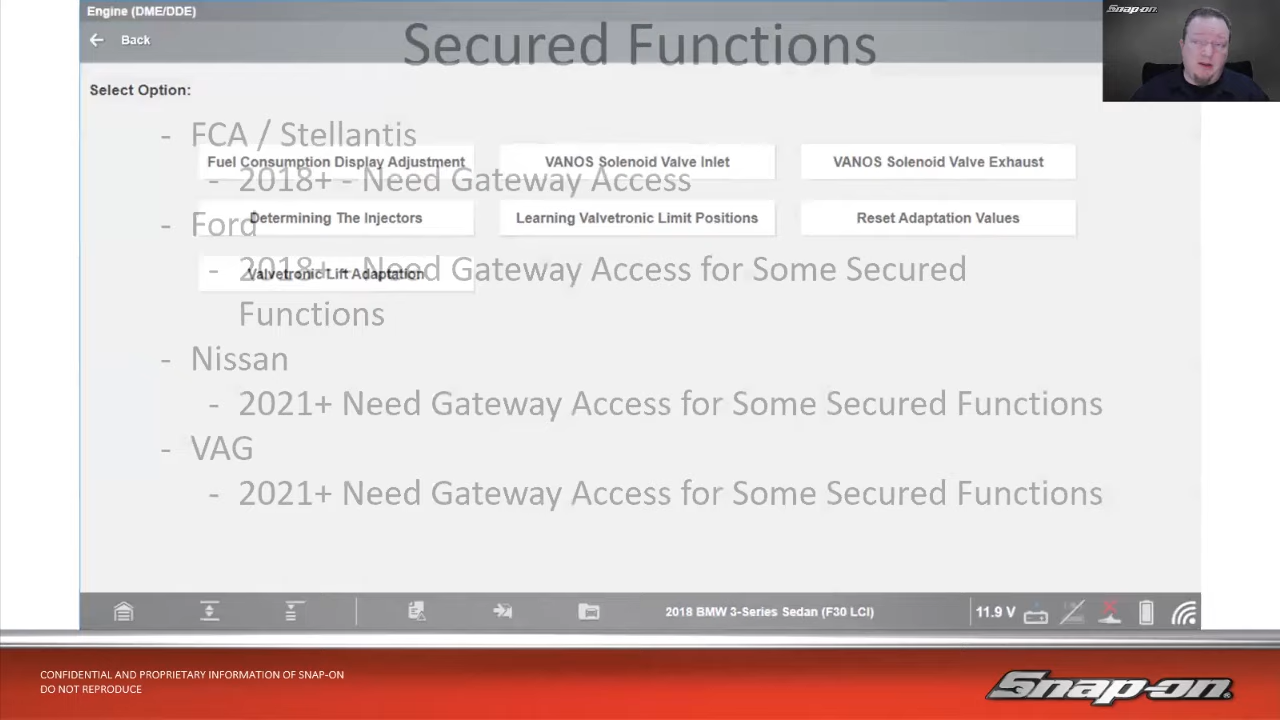 Engine (DME/DDE)
Back
Secured Functions
Snap-on
Select Option:
- FCA / Stellantis
Fuel Consumption Display Adjustment
VANOS Solenoid Valve Inlet
VANOS Solenoid Valve Exhaust
- 2018+ - Need Gateway Access
- Ford
Determining The Injectors
Learning Valvetronic Limit Positions
Reset Adaptation Values
- 2018+ - Need Gateway Access for Some Secured
Functions
Valvetronic Lift Adaptation
- Nissan
- 2021+ Need Gateway Access for Some Secured Functions
- VAG
- 2021+ Need Gateway Access for Some Secured Functions
2018 BMW 3-Series Sedan (F30 LCI)
11.9 V
CONFIDENTIAL AND PROPRIETARY INFORMATION OF SNAP-ON
DO NOT REPRODUCE
Snap-on